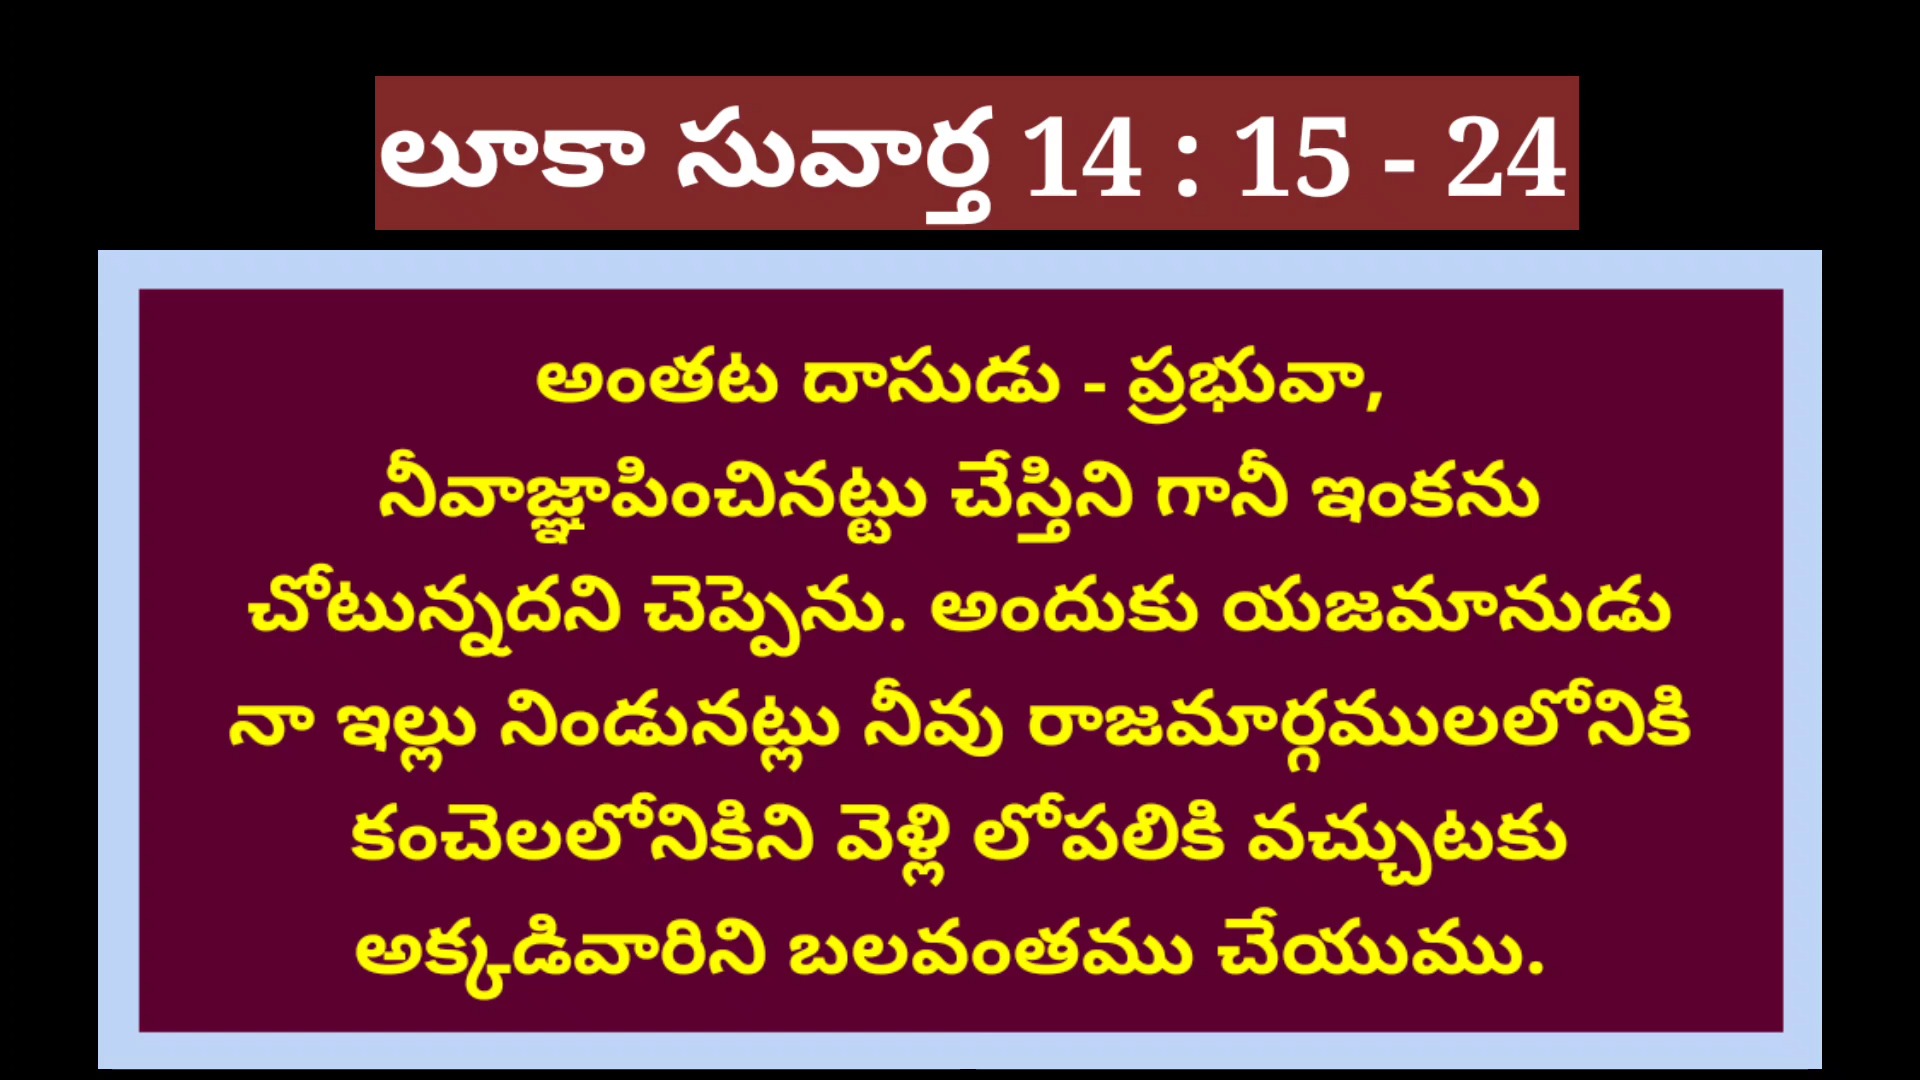 లూకా సువార్త 14 : 15 - 24
అంతట దాసుడు - ప్రభువా,
నీవాజ్ఞాపించినట్టు చేస్తిని గానీ ఇంకను
చోటున్నదని చెప్పెను. అందుకు యజమానుడు
నా ఇల్లు నిండునట్లు నీవు రాజమార్గములలోనికి
కంచెలలోనికిని వెళ్లి లోపలికి వచ్చుటకు
అక్కడివారిని బలవంతము చేయుము.